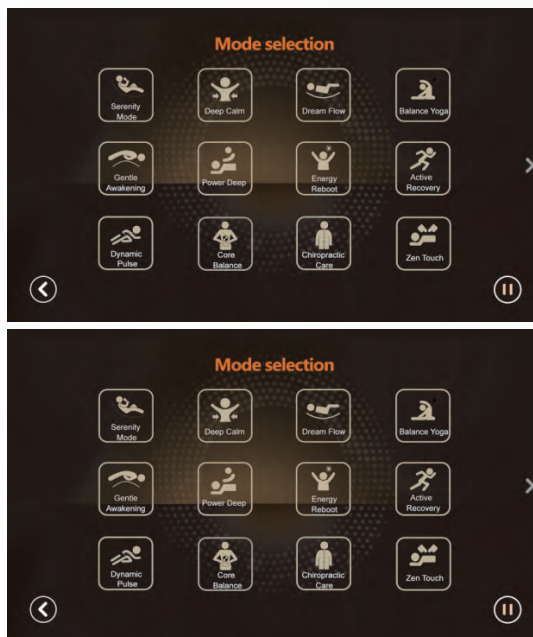 Mode selection
Serenity
Mode
Deep Calm
Dream Flow
Balance Yoga
Gentle
Awakening
Power Deep
Energy
Reboot
Active
Recovery
Dynamic
Pulse
Core
Balance
Chiropractic
Care
Zen Touch
Mode selection
Serenity
Mode
Deep Calm
Dream Flow
Balance Yoga
Gentle
Awakening
Power Deep
Energy
Reboot
Active
Recovery
Dynamic
Pulse
Core
Balance
Chiropractic
Care
Zen Touch